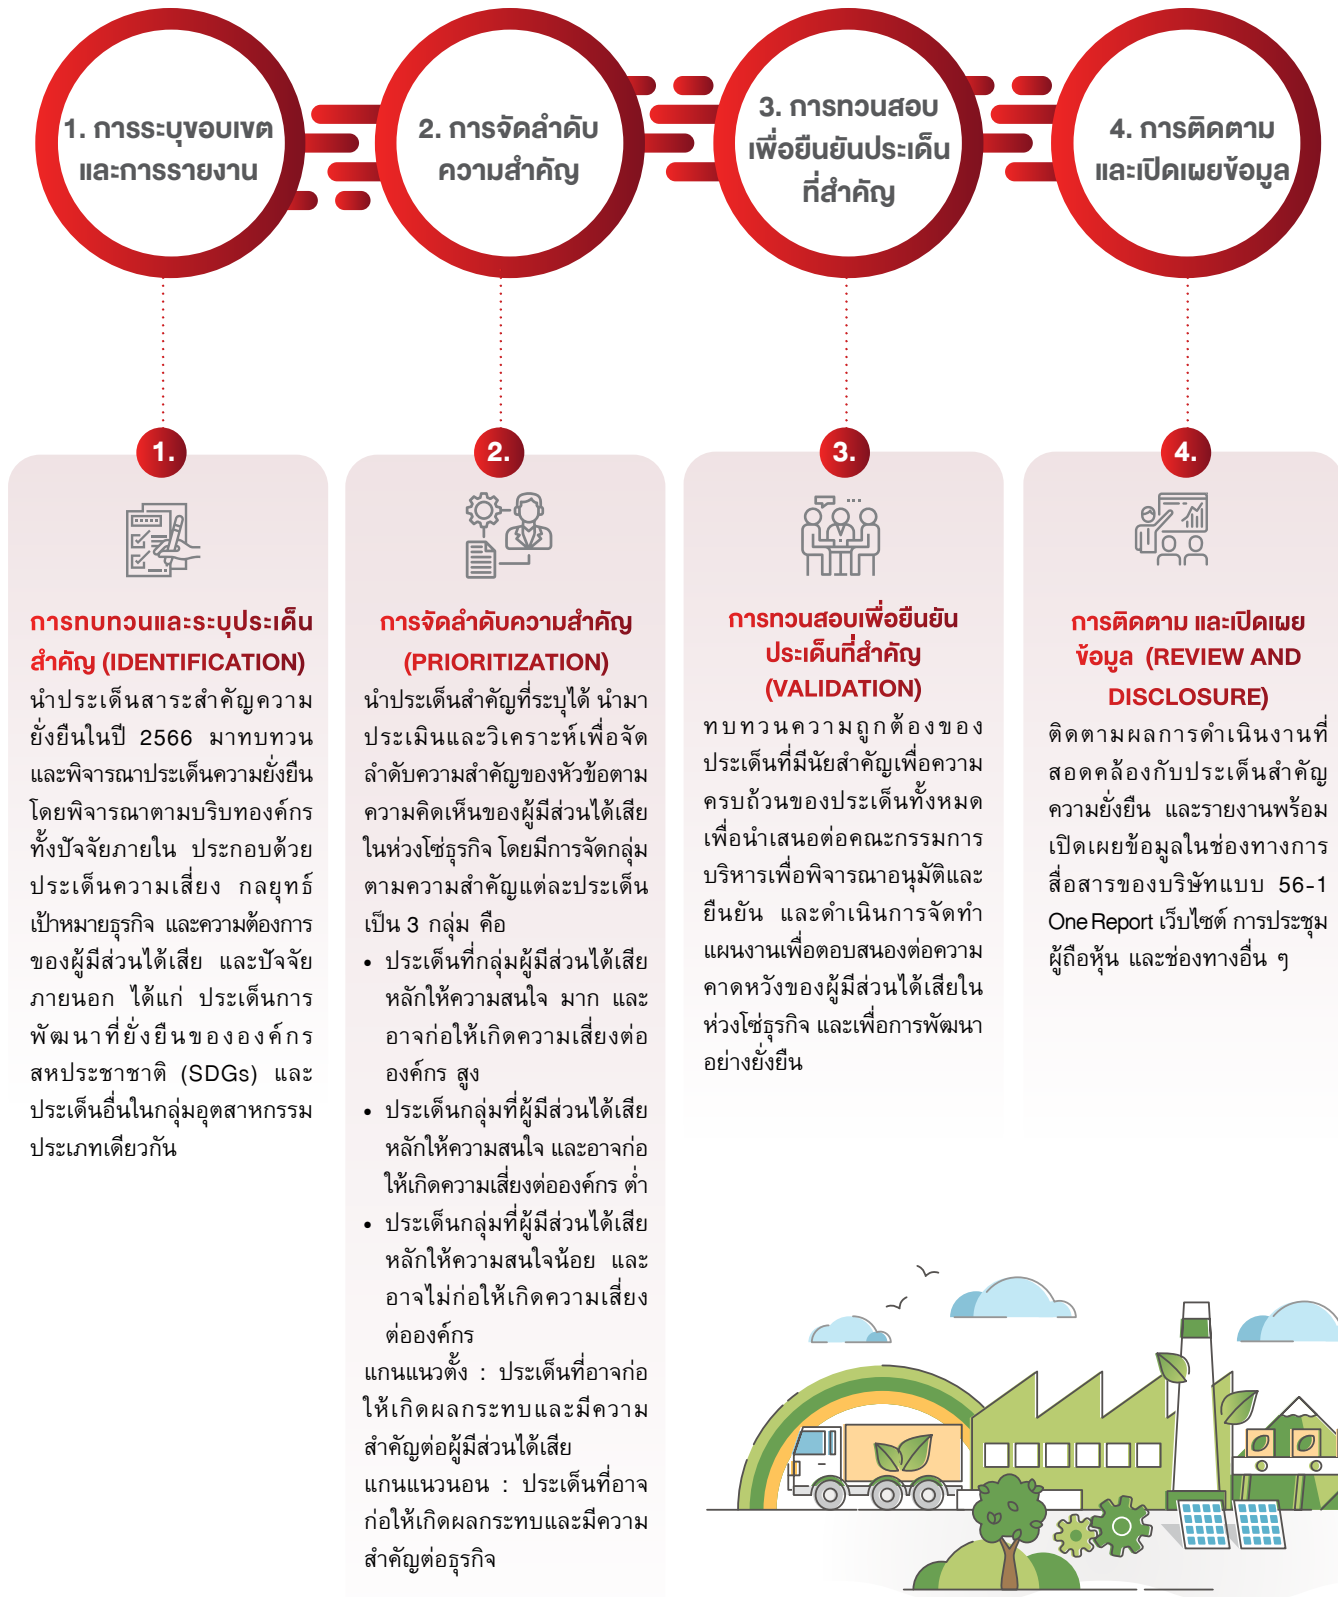 1. การระบุขอบเขต
และการรายงาน
2. การจัดลำดับ
ความสำคัญ
3. การทวนสอบ
เพื่อยืนยันประเด็น
ที่สำคัญ
4. การติดตาม
และเปิดเผยข้อมูล
1.
การทบทวนและระบุประเด็น
สำคัญ (IDENTIFICATION)
นำประเด็นสาระสำคัญความ
ยั่งยืนในปี 2566 มาทบทวน
และพิจารณาประเด็นความยั่งยืน
โดยพิจารณาตามบริบทองค์กร
ทั้งปัจจัยภายใน ประกอบด้วย
ประเด็นความเสี่ยง กลยุทธ์
เป้าหมายธุรกิจ และความต้องการ
ของผู้มีส่วนได้เสีย และปัจจัย
ภายนอก ได้แก่ ประเด็นการ
พัฒนาที่ยั่งยืนขององค์กร
สหประชาชาติ (SDGs) และ
ประเด็นอื่นในกลุ่มอุตสาหกรรม
ประเภทเดียวกัน
2.
การจัดลำดับความสำคัญ
(PRIORITIZATION)
นำประเด็นสำคัญที่ระบุได้ นำมา
ประเมินและวิเคราะห์เพื่อจัด
ลำดับความสำคัญของหัวข้อตาม
ความคิดเห็นของผู้มีส่วนได้เสีย
ในห่วงโซ่ธุรกิจ โดยมีการจัดกลุ่ม
ตามความสำคัญแต่ละประเด็น
เป็น 3 กลุ่ม คือ
• ประเด็นที่กลุ่มผู้มีส่วนได้เสีย
หลักให้ความสนใจ มาก และ
อาจก่อให้เกิดความเสี่ยงต่อ
องค์กร สูง
• ประเด็นกลุ่มที่ผู้มีส่วนได้เสีย
หลักให้ความสนใจ และอาจก่อ
ให้เกิดความเสี่ยงต่อองค์กร ต่ำ
• ประเด็นกลุ่มที่ผู้มีส่วนได้เสีย
หลักให้ความสนใจน้อย และ
อาจไม่ก่อให้เกิดความเสี่ยง
ต่อองค์กร
แกนแนวตั้ง : ประเด็นที่อาจก่อ
ให้เกิดผลกระทบและมีความ
สำคัญต่อผู้มีส่วนได้เสีย
แกนแนวนอน : ประเด็นที่อาจ
ก่อให้เกิดผลกระทบและมีความ
สำคัญต่อธุรกิจ
3.
การทวนสอบเพื่อยืนยัน
ประเด็นที่สำคัญ
(VALIDATION)
ทบทวนความถูกต้องของ
ประเด็นที่มีนัยสำคัญเพื่อความ
ครบถ้วนของประเด็นทั้งหมด
เพื่อนำเสนอต่อคณะกรรมการ
บริหารเพื่อพิจารณาอนุมัติและ
ยืนยัน และดำเนินการจัดทำ
แผนงานเพื่อตอบสนองต่อความ
คาดหวังของผู้มีส่วนได้เสียใน
ห่วงโซ่ธุรกิจ และเพื่อการพัฒนา
อย่างยั่งยืน
4.
การติดตาม และเปิดเผย
ข้อมูล (REVIEW AND
DISCLOSURE)
ติดตามผลการดำเนินงานที่
สอดคล้องกับประเด็นสำคัญ
ความยั่งยืน และรายงานพร้อม
เปิดเผยข้อมูลในช่องทางการ
สื่อสารของบริษัทแบบ 56-1
One Report เว็บไซต์ การประชุม
ผู้ถือหุ้น และช่องทางอื่น ๆ